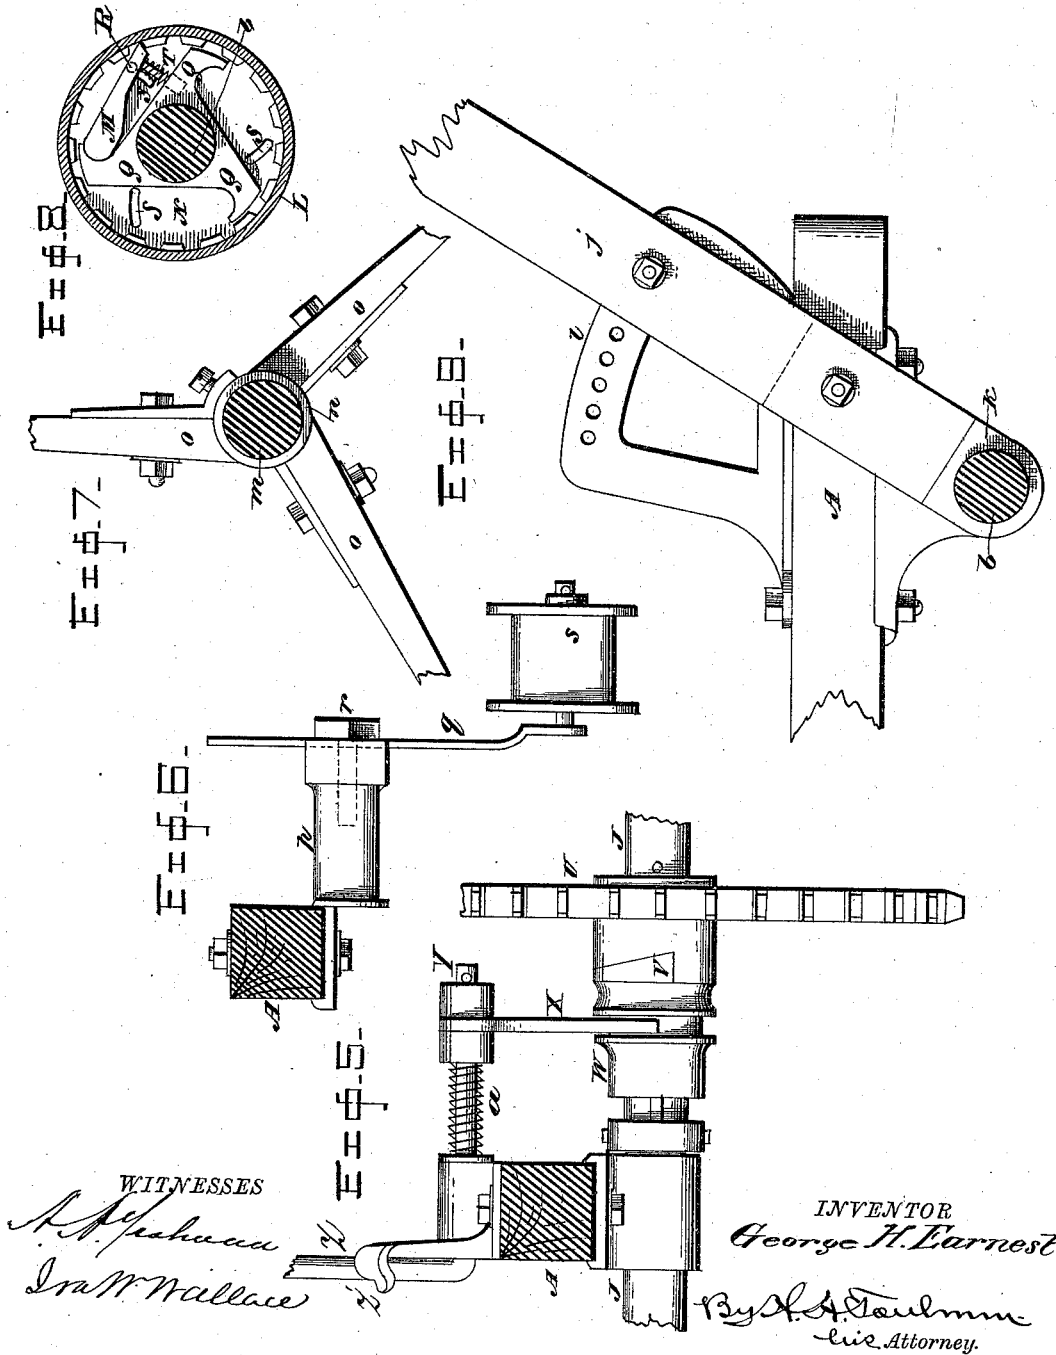 R
z
M
T
O
S
G
G
S
K
L
Fig. 8.
j
o
i
Fig. 9.
o
n
k
m
A
Fig. 7.
o
b
s
r
q
Fig. 6.
p
J
U
A
Y
X
V
Fig. 5.
W
a
WITNESSES
Z
A
J
Ira W. Wallace
INVENTOR
George H. Earnest
By H. A. Toulmin
his Attorney.